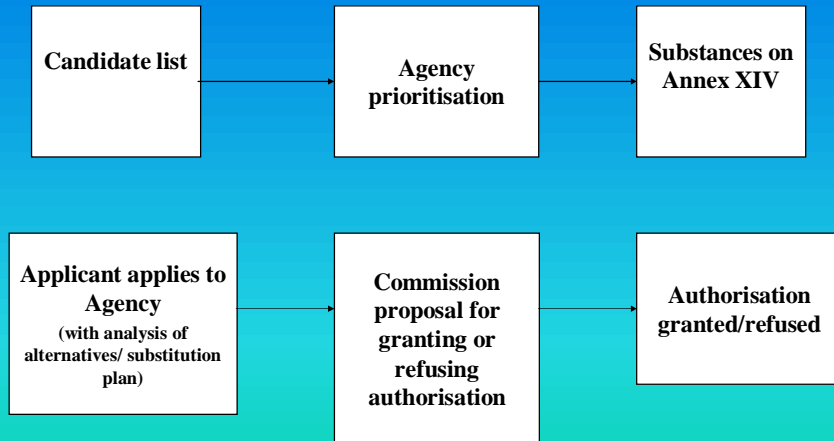 Candidate list
Agency
prioritisation
Substances on
Annex XIV
Applicant applies to
Agency
(with analysis of
alternatives/ substitution
plan)
Commission
proposal for
granting or
refusing
authorisation
Authorisation
granted/refused